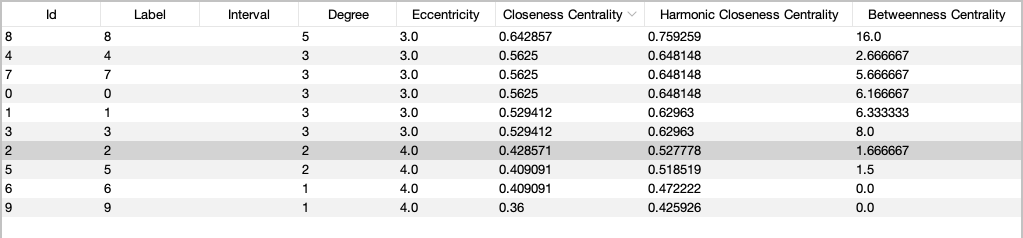 Id Label Interval Degree Eccentricity Closeness Centrality Harmonic Closeness Centrality Betweenness Centrality
8 8 5 3.0 0.642857 0.759259 16.0
4 4 3 3.0 0.5625 0.648148 2.666667
7 7 3 3.0 0.5625 0.648148 5.666667
0 0 3 3.0 0.5625 0.648148 6.166667
1 1 3 3.0 0.529412 0.62963 6.333333
3 3 3 3.0 0.529412 0.62963 8.0
2 2 2 4.0 0.428571 0.527778 1.666667
5 5 2 4.0 0.409091 0.518519 1.5
6 6 1 4.0 0.409091 0.472222 0.0
9 9 1 4.0 0.36 0.425926 0.0